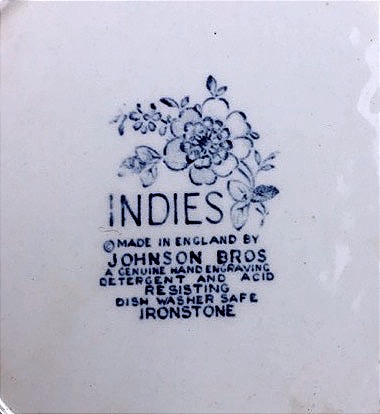 INDIES
© MADE IN ENGLAND BY
JOHNSON BROS
A GENUINE HAND ENGRAVING
DETERGENT AND ACID
RESISTING
DISH WASHER SAFE
IRONSTONE